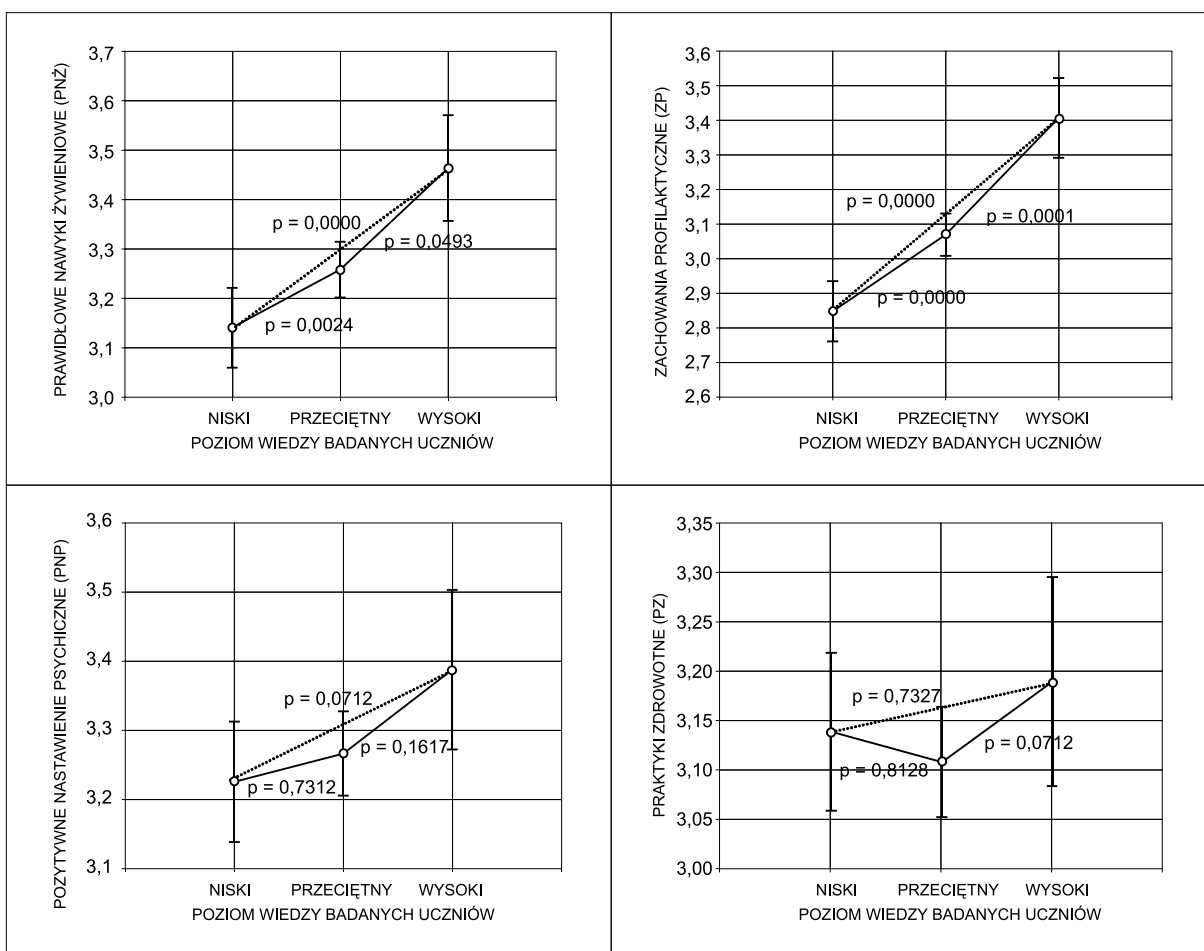 PRAWIDŁOWE NAWYKI ŻYWIENIOWE (PNŻ)
3,7
3,6
3,5
3,4
3,3
3,2
3,1
3,0
p = 0,0000
p = 0,0493
p = 0,0024
NISKI PRZECIĘTNY WYSOKI
POZIOM WIEDZY BADANYCH UCZNIÓW
ZACHOWANIA PROFILAKTYCZNE (ZP)
3,6
3,5
3,4
3,3
3,2
3,1
3,0
2,9
2,8
2,7
2,6
p = 0,0000
p = 0,0001
p = 0,0000
NISKI PRZECIĘTNY WYSOKI
POZIOM WIEDZY BADANYCH UCZNIÓW
POZYTYWNE NASTAWIENIE PSYCHICZNE (PNP)
3,6
3,5
3,4
3,3
3,2
3,1
p = 0,0712
p = 0,1617
p = 0,7312
NISKI PRZECIĘTNY WYSOKI
POZIOM WIEDZY BADANYCH UCZNIÓW
PRAKTYKI ZDROWOTNE (PZ)
3,35
3,30
3,25
3,20
3,15
3,10
3,05
3,00
p = 0,7327
p = 0,0712
p = 0,8128
NISKI PRZECIĘTNY WYSOKI
POZIOM WIEDZY BADANYCH UCZNIÓW